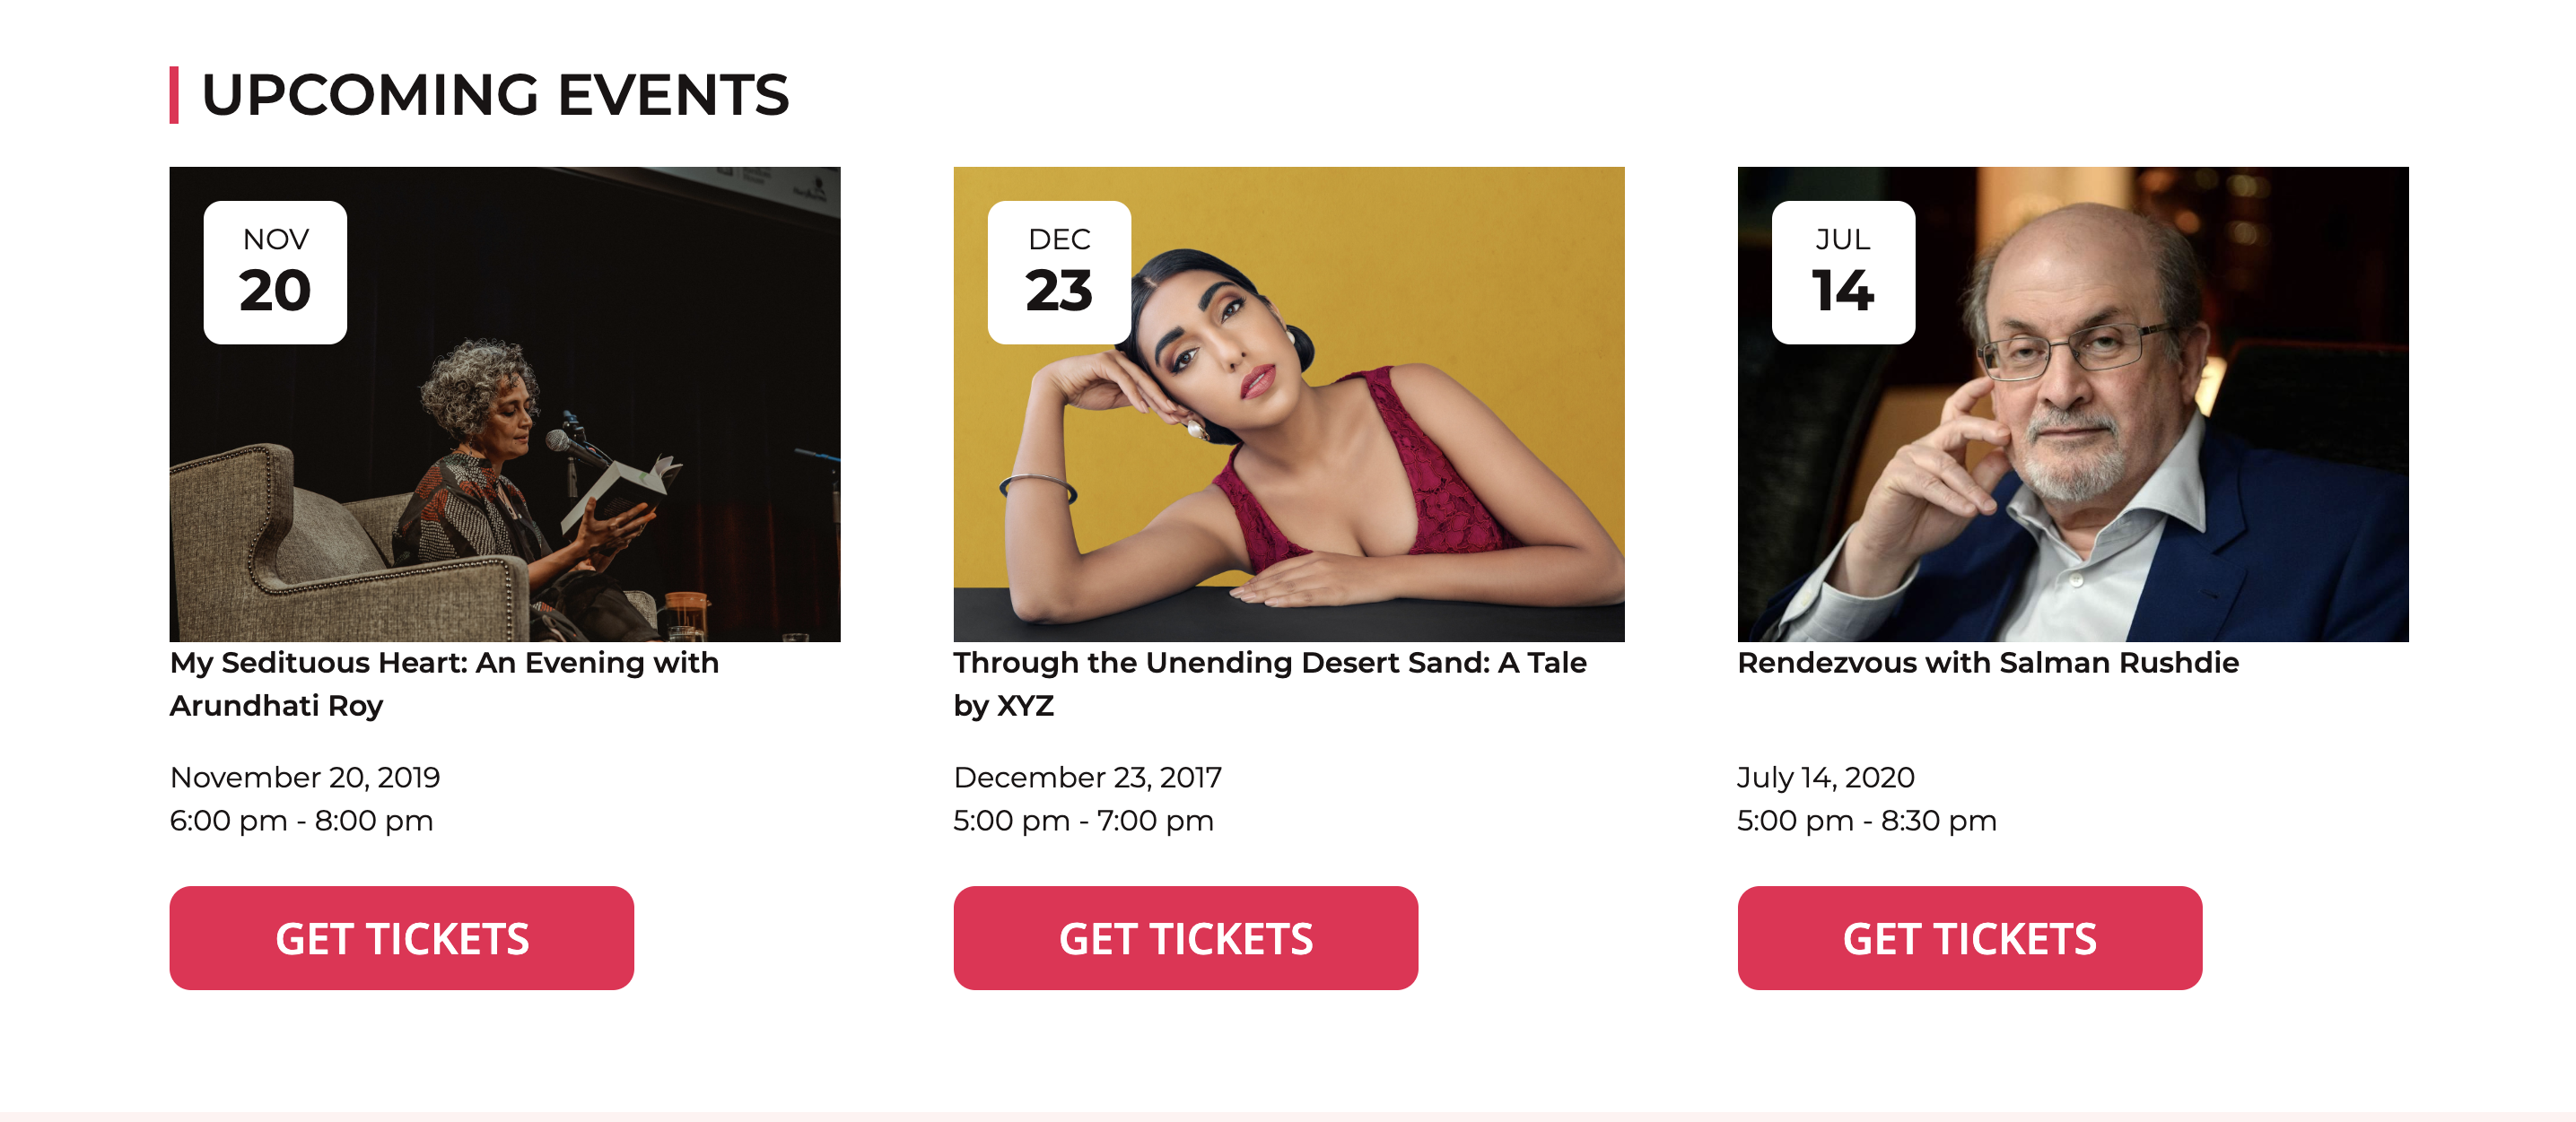 UPCOMING EVENTS
NOV
20
DEC
23
JUL
14
My Sedituous Heart: An Evening with
Arundhati Roy
November 20, 2019
6:00 pm - 8:00 pm
GET TICKETS
Through the Unending Desert Sand: A Tale
by XYZ
December 23, 2017
5:00 pm - 7:00 pm
GET TICKETS
Rendezvous with Salman Rushdie
July 14, 2020
5:00 pm - 8:30 pm
GET TICKETS